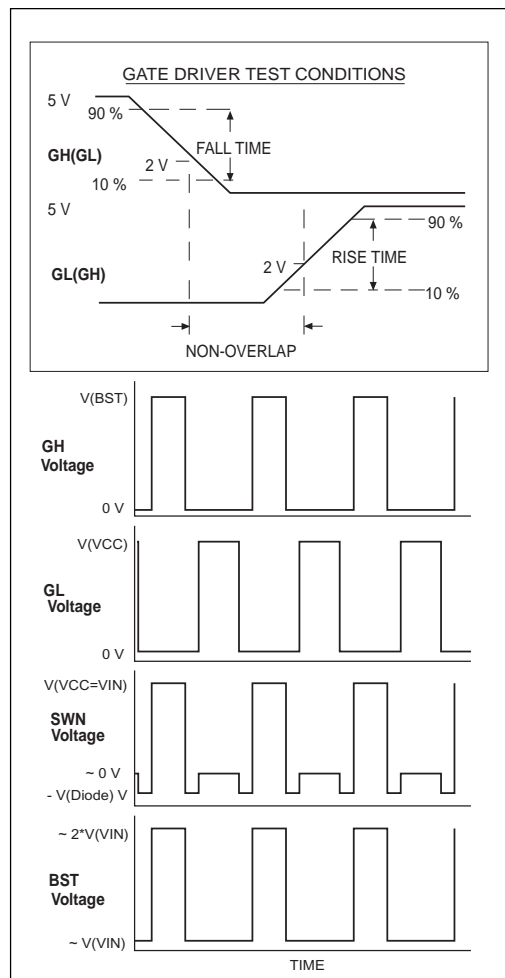 GATE DRIVER TEST CONDITIONS
5 V
90 %
FALL TIME
GH(GL)
2 V
10 %
5 V
90 %
2 V
RISE TIME
GL(GH)
10 %
NON-OVERLAP
V(BST)
GH
Voltage
0 V
V(VCC)
GL
Voltage
0 V
V(VCC=VIN)
SWN
Voltage
~ 0 V
- V(Diode) V
~ 2*V(VIN)
BST
Voltage
~ V(VIN)
TIME